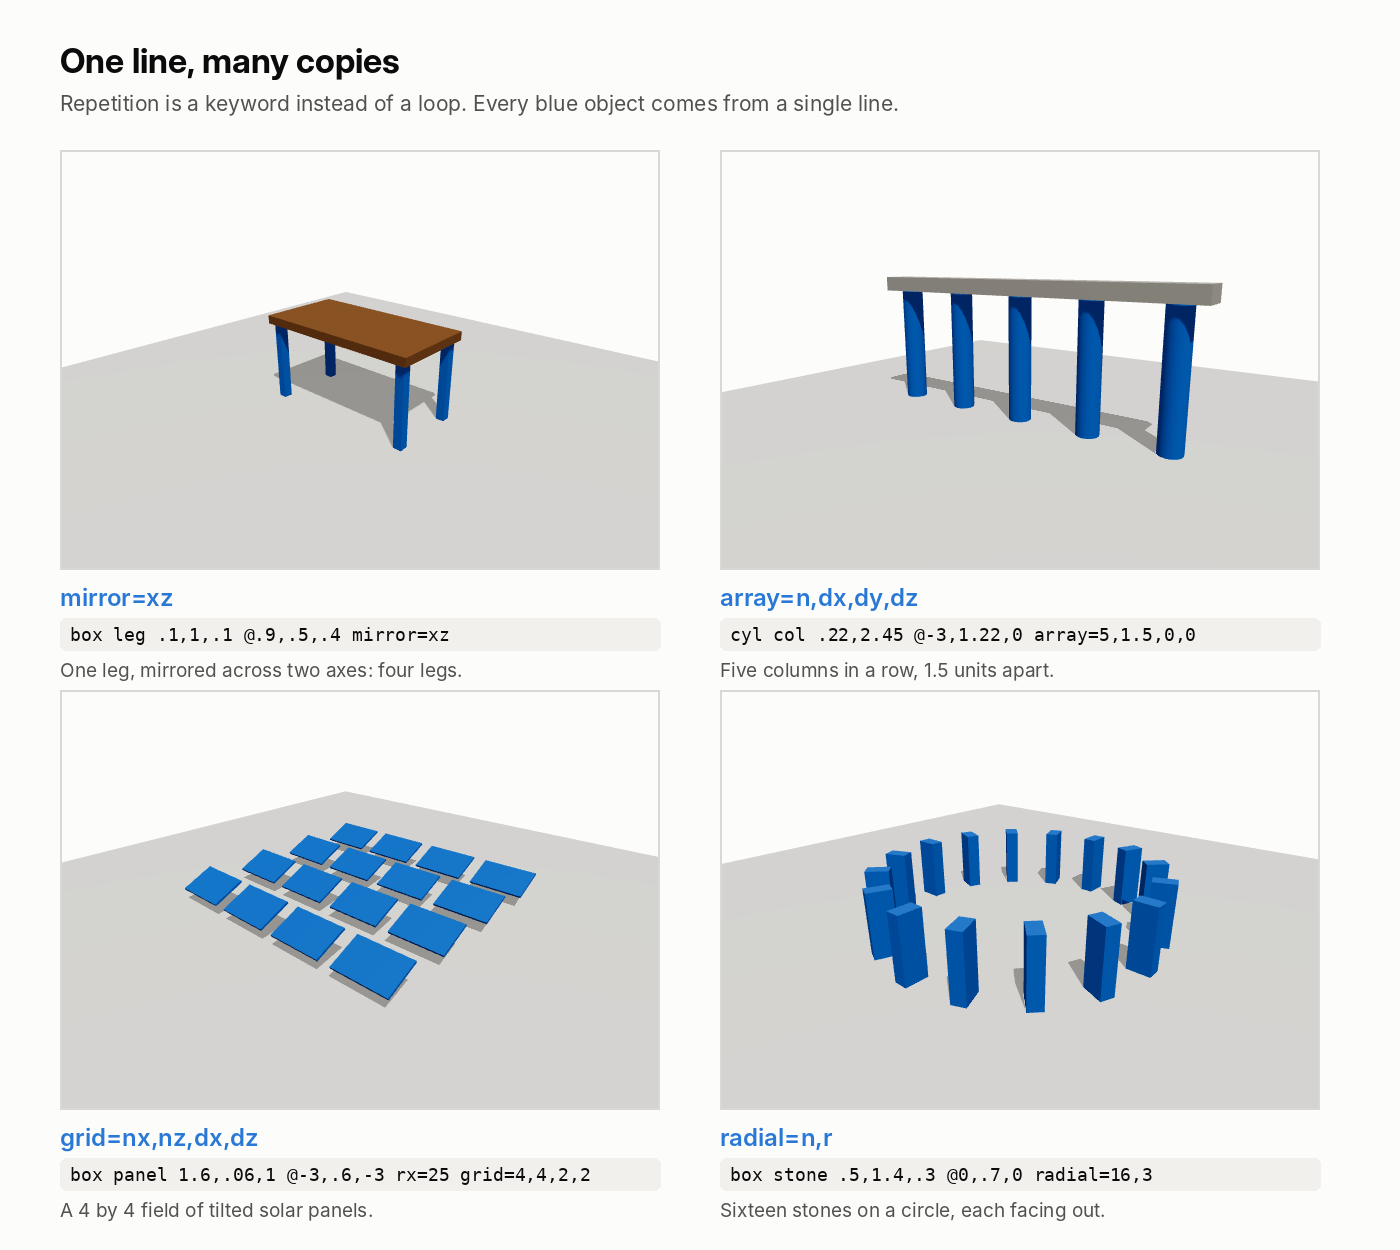 One line, many copies
Repetition is a keyword instead of a loop. Every blue object comes from a single line.
mirror=xz
box leg .1,1,.1 @.9,.5,.4 mirror=xz
One leg, mirrored across two axes: four legs.
array=n,dx,dy,dz
cyl col .22,2.45 @-3,1.22,0 array=5,1.5,0,0
Five columns in a row, 1.5 units apart.
grid=nx,nz,dx,dz
box panel 1.6,.06,1 @-3,.6,-3 rx=25 grid=4,4,2,2
A 4 by 4 field of tilted solar panels.
radial=n,r
box stone .5,1.4,.3 @0,.7,0 radial=16,3
Sixteen stones on a circle, each facing out.